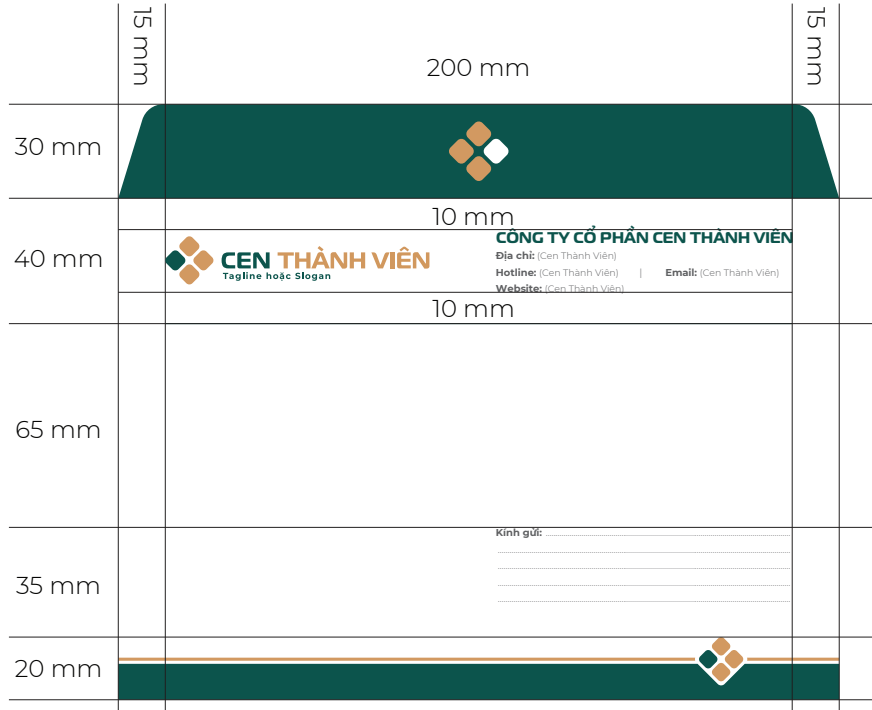 15 mm
15 mm
200 mm
30 mm
10 mm
40 mm
CEN THÀNH VIÊN
Tagline hoặc Slogan
CÔNG TY CỔ PHẦN CEN THÀNH VIÊN
Địa chỉ: (Cen Thành Viên)
Hotline: (Cen Thành Viên) | Email: (Cen Thành Viên)
Website: (Cen Thành Viên)
10 mm
65 mm
Kính gửi:
35 mm
20 mm